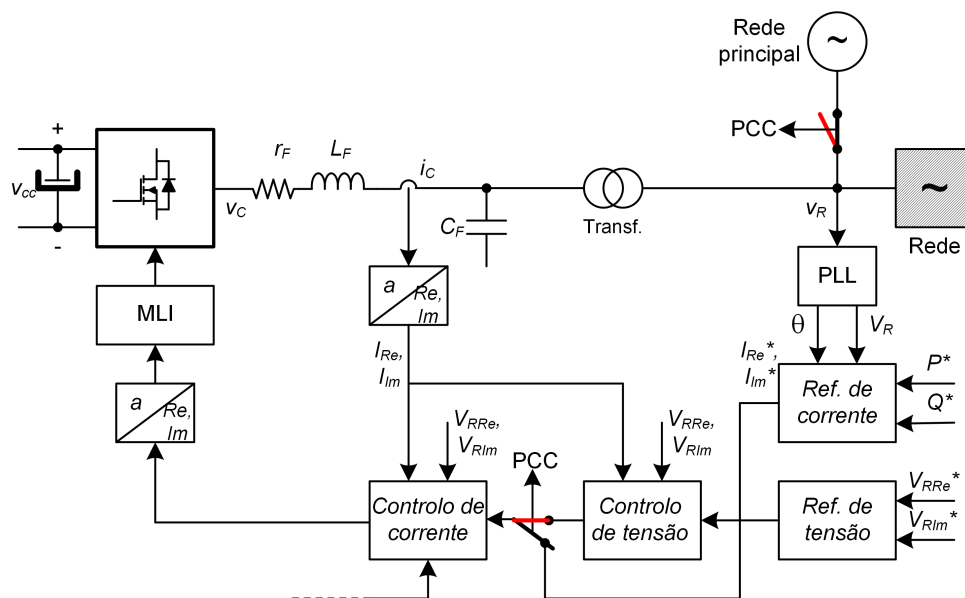 Rede
principal
~
PCC
+
v_cc
-
r_F
L_F
i_C
v_C
C_F
Transf.
v_R
~
Rede
MLI
a
Re,
Im
PLL
θ
V_R
I_Re,
I_Im
I_Re*,
I_Im*
Ref. de
corrente
P*
Q*
a
Re,
Im
V_RRe,
V_RIm
PCC
V_RRe,
V_RIm
Controlo de
corrente
Controlo
de tensão
Ref. de
tensão
V_RRe*
V_RIm*